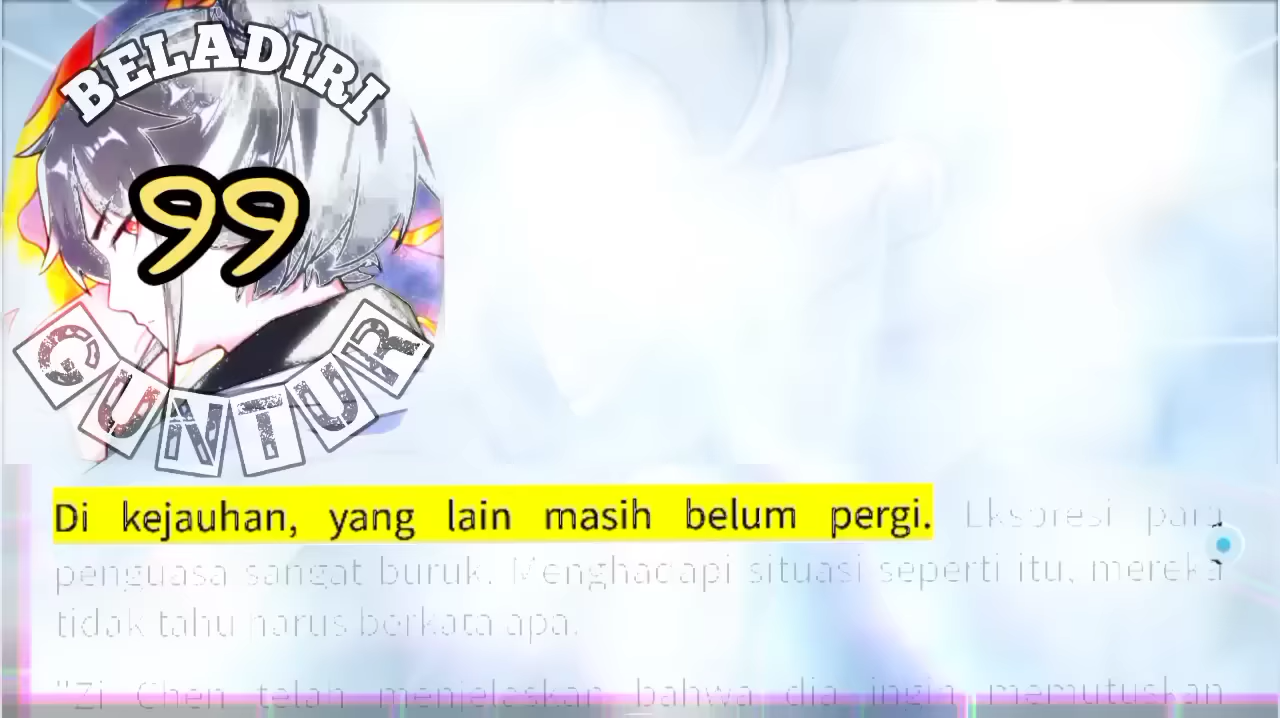 BELADIRI
99
GUNTUR
Di kejauhan, yang lain masih belum pergi. Ekspresi para
penguasa sangat buruk. Menghadapi situasi seperti itu, mereka
tidak tahu harus berkata apa.
"Zi Chen telah menjelaskan bahwa dia ingin memutuskan